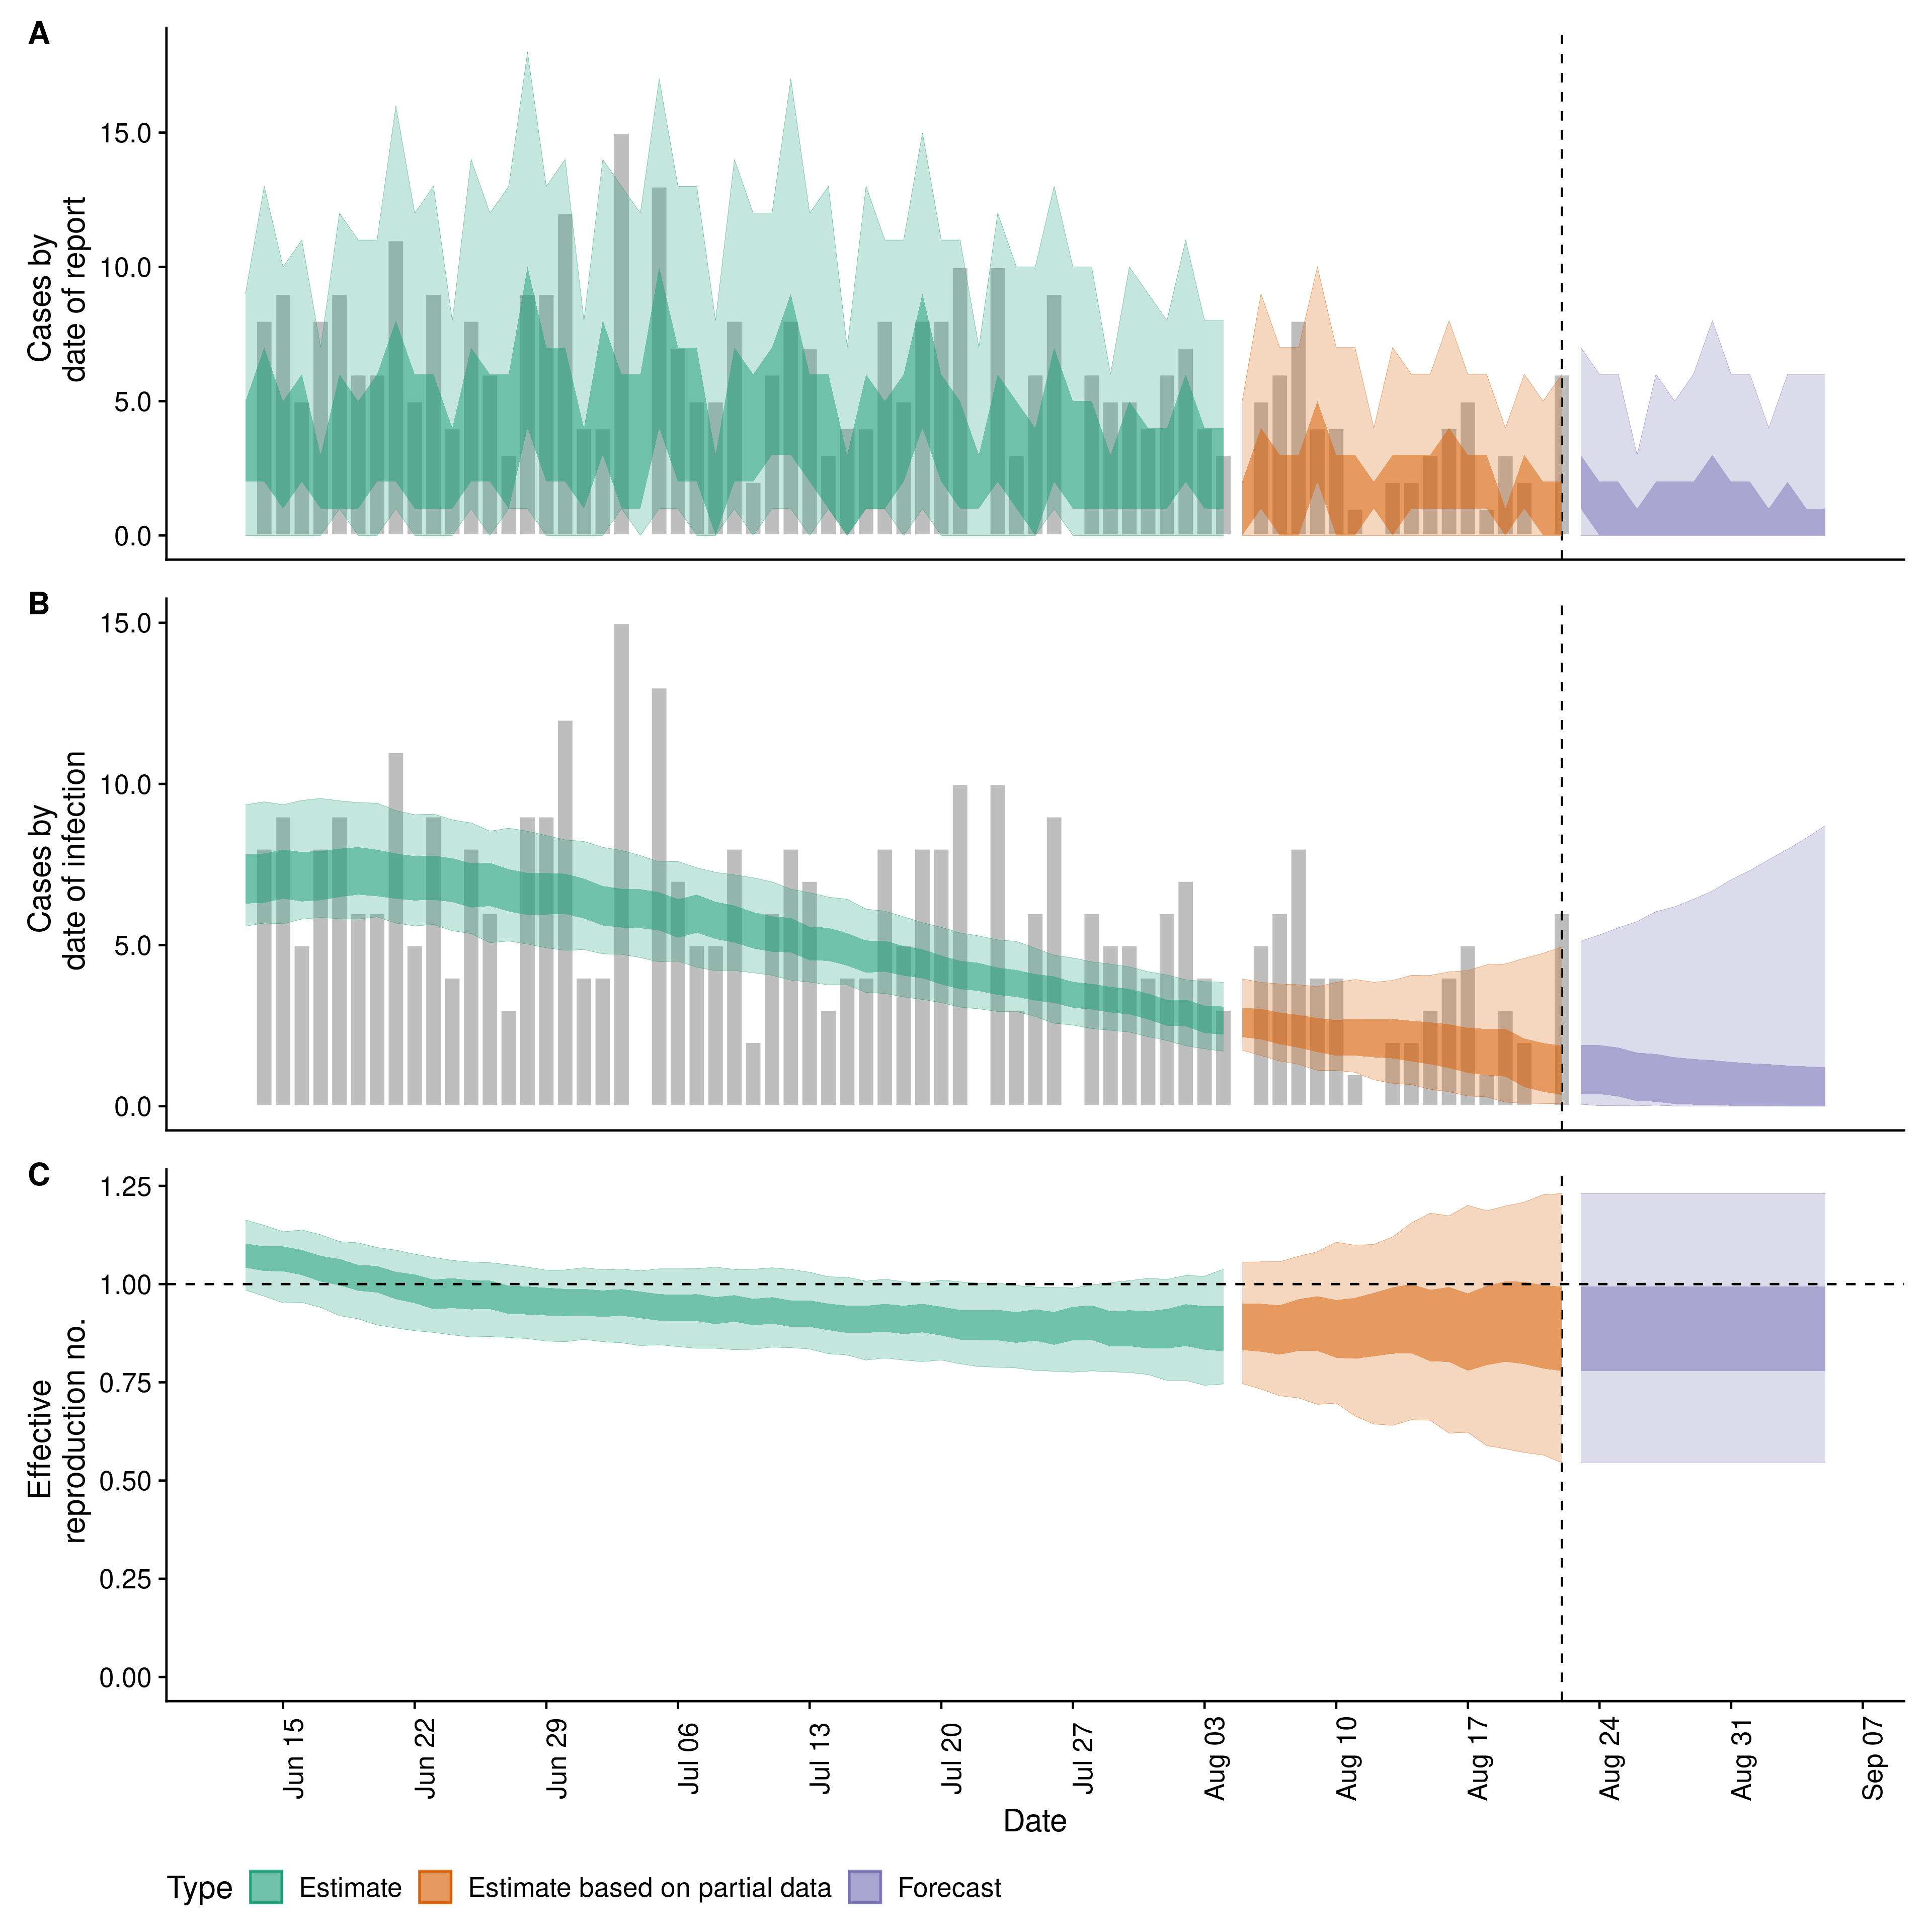 A
Cases by
date of report
15.0
10.0
5.0
0.0
B
Cases by
date of infection
15.0
10.0
5.0
0.0
C
Effective
reproduction no.
1.25
1.00
0.75
0.50
0.25
0.00
Jun 15
Jun 22
Jun 29
Jul 06
Jul 13
Jul 20
Jul 27
Aug 03
Aug 10
Aug 17
Aug 24
Aug 31
Sep 07
Date
Type Estimate Estimate based on partial data Forecast